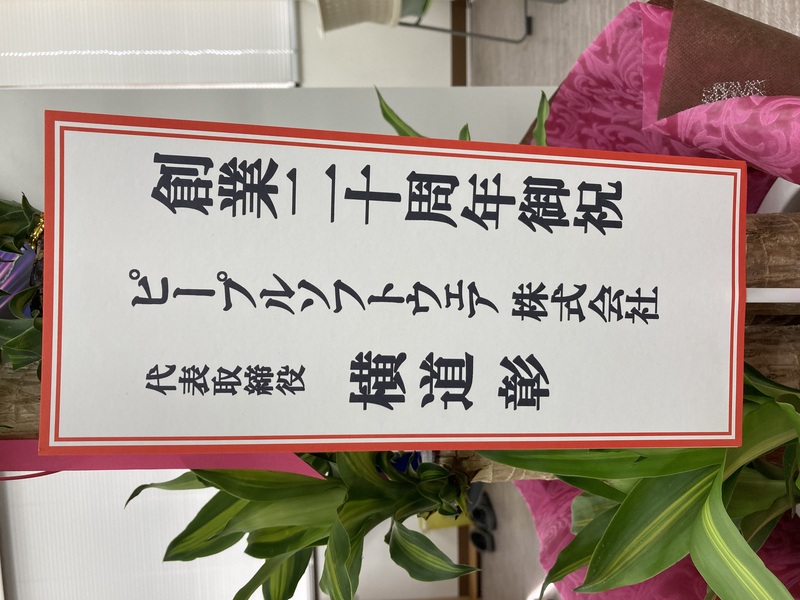 創業二十周年御祝
ピープルソフトウェア株式会社
代表取締役 横道彰